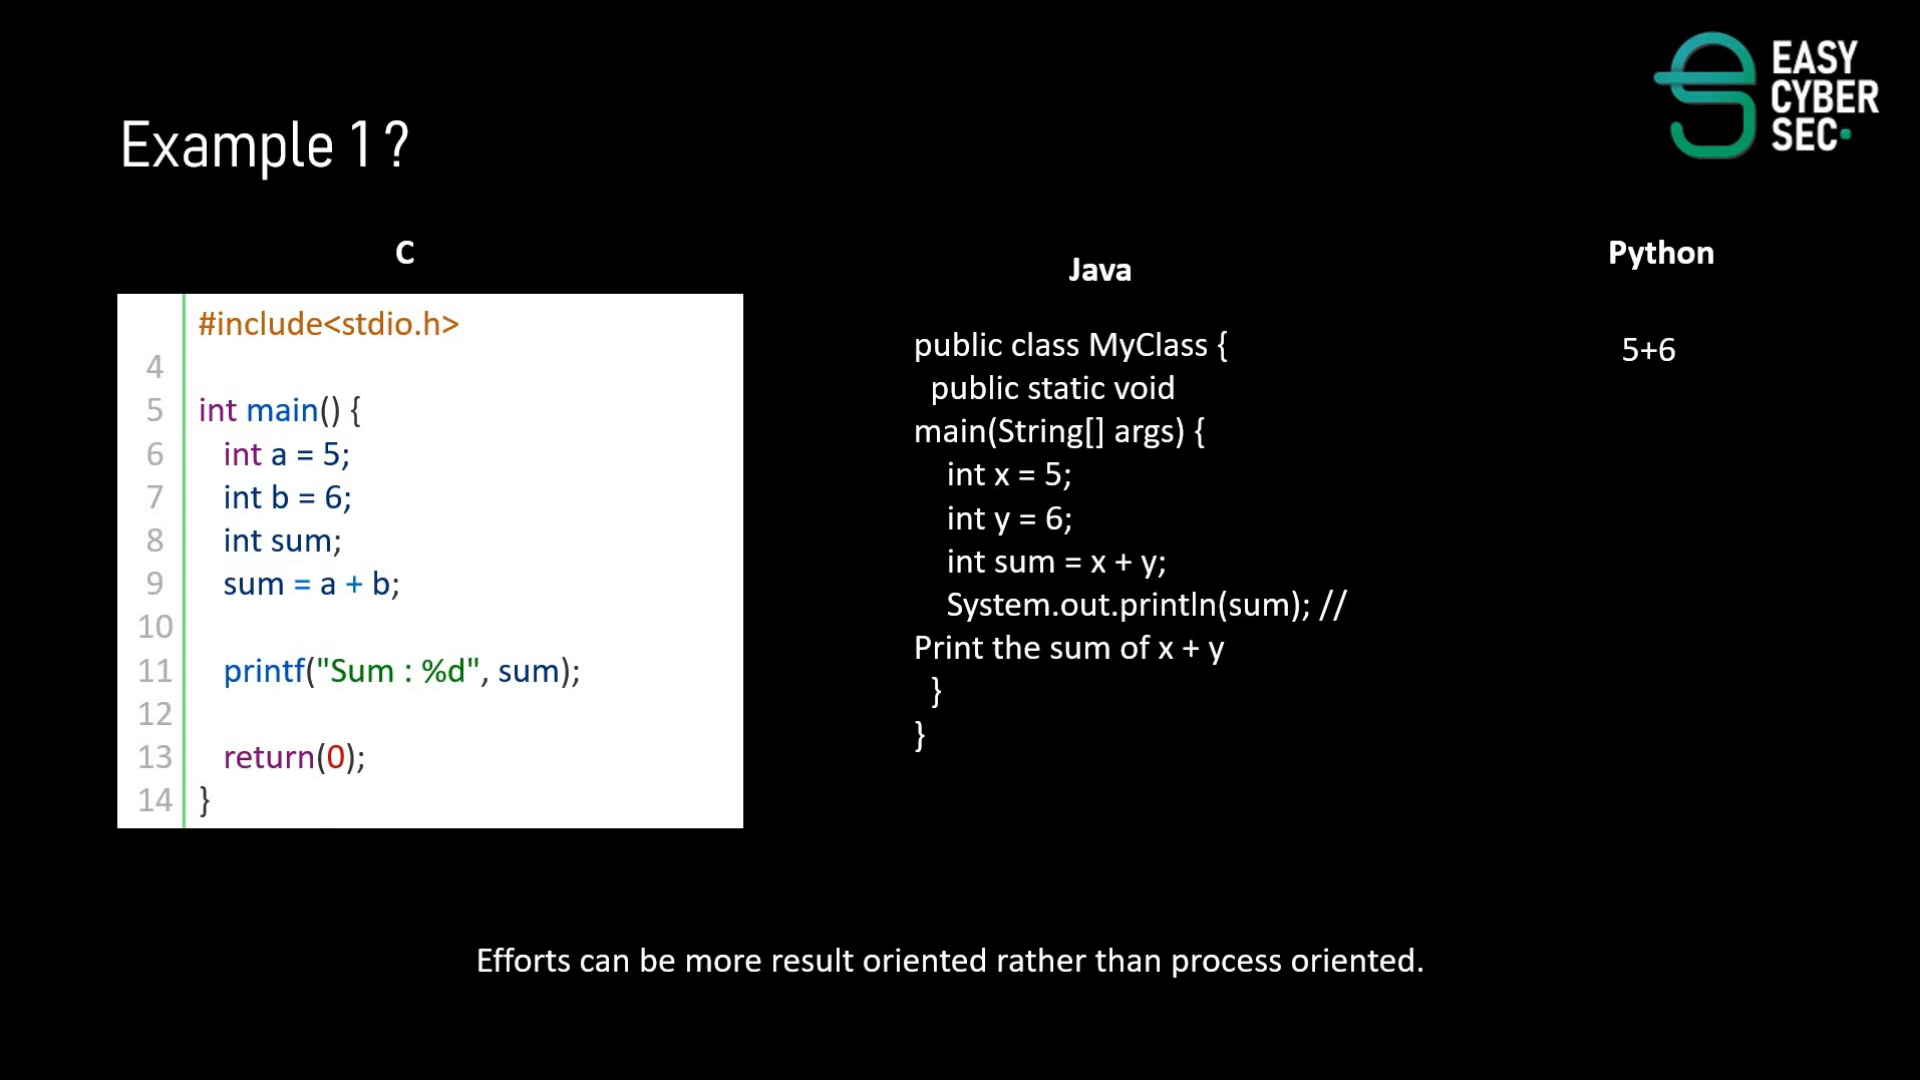 EASY
CYBER
SEC
Example 1 ?
C
#include<stdio.h>
4
5 int main() {
6 int a = 5;
7 int b = 6;
8 int sum;
9 sum = a + b;
10
11 printf("Sum : %d", sum);
12
13 return(0);
14 }
Java
public class MyClass {
public static void
main(String[] args) {
int x = 5;
int y = 6;
int sum = x + y;
System.out.println(sum); //
Print the sum of x + y
}
}
Python
5+6
Efforts can be more result oriented rather than process oriented.